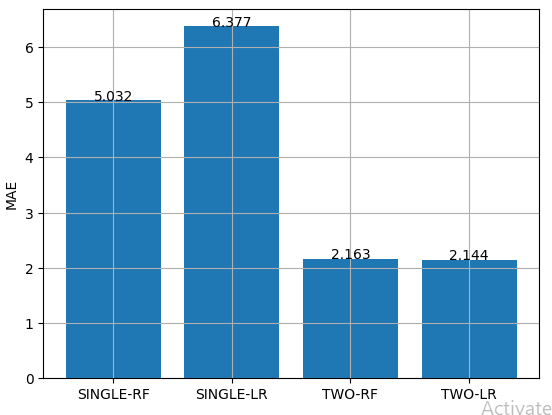 6.377
6
5.032
5
4
MAE
3
2.163
2.144
2
1
0
SINGLE-RF
SINGLE-LR
TWO-RF
TWO-LR
Activate